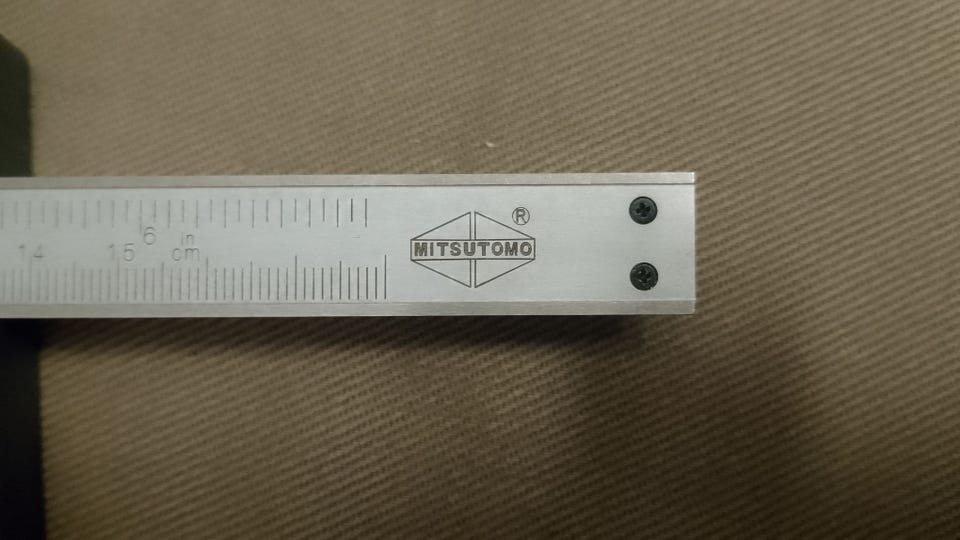 6 in
14 15 cm
MITSUTOMO ®